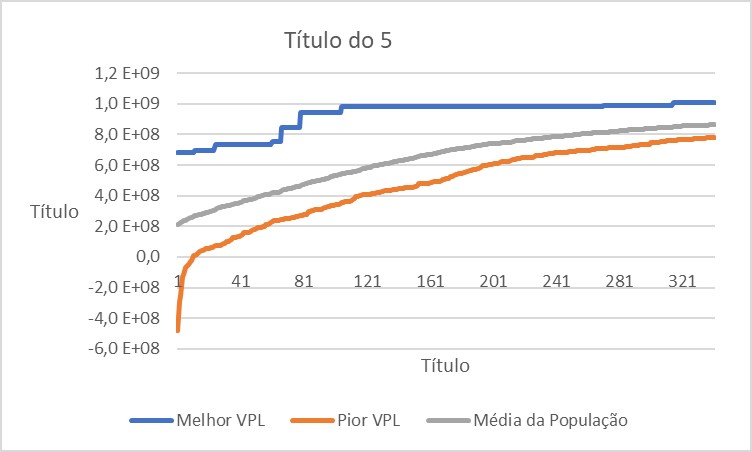 Título do 5
1,2 E+09
1,0 E+09
8,0 E+08
6,0 E+08
4,0 E+08
2,0 E+08
0,0
-2,0 E+08
-4,0 E+08
-6,0 E+08
Título
1 41 81 121 161 201 241 281 321
Título
Melhor VPL Pior VPL Média da População